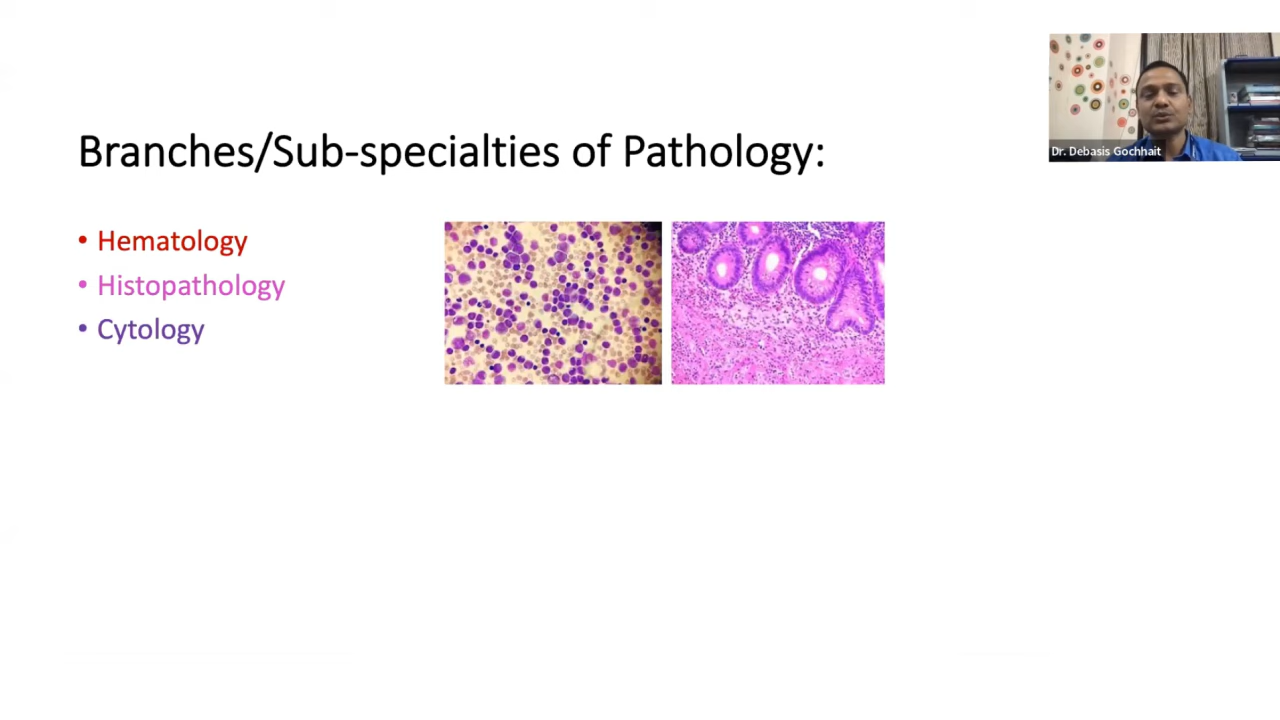 Branches/Sub-specialties of Pathology:
• Hematology
• Histopathology
• Cytology
Dr. Debasis Gochhait